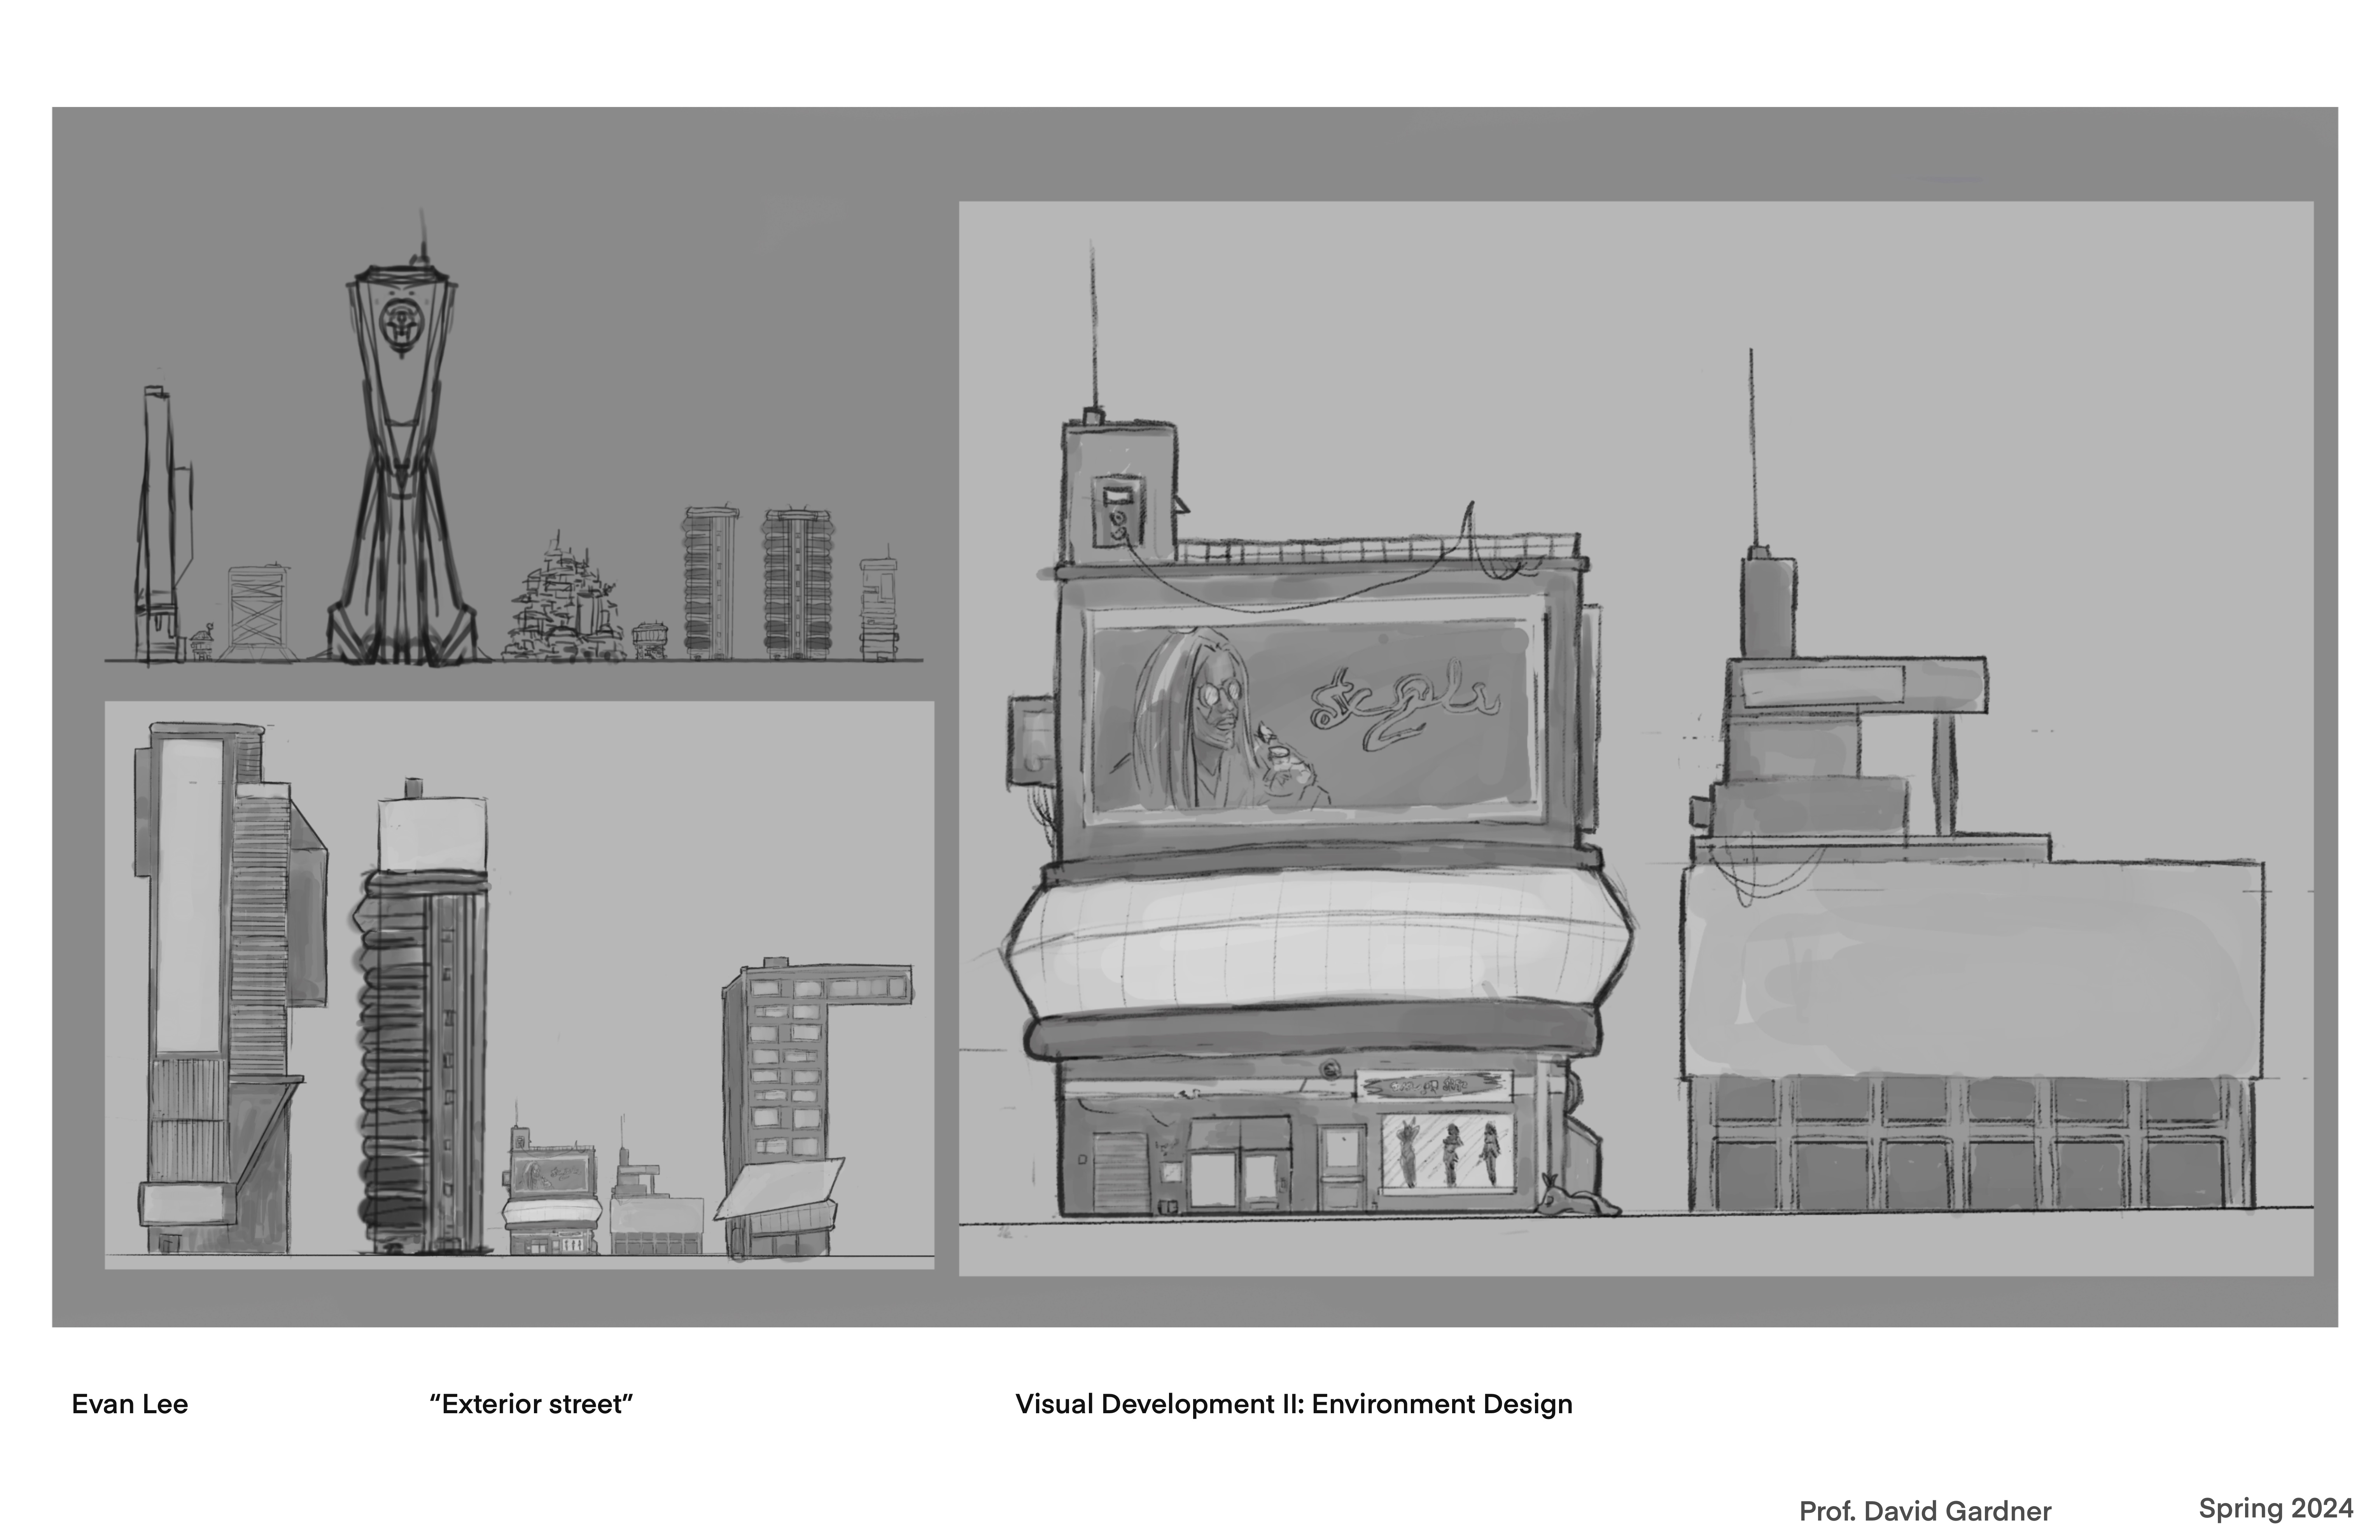 Evan Lee
“Exterior street”
Visual Development II: Environment Design
Prof. David Gardner
Spring 2024